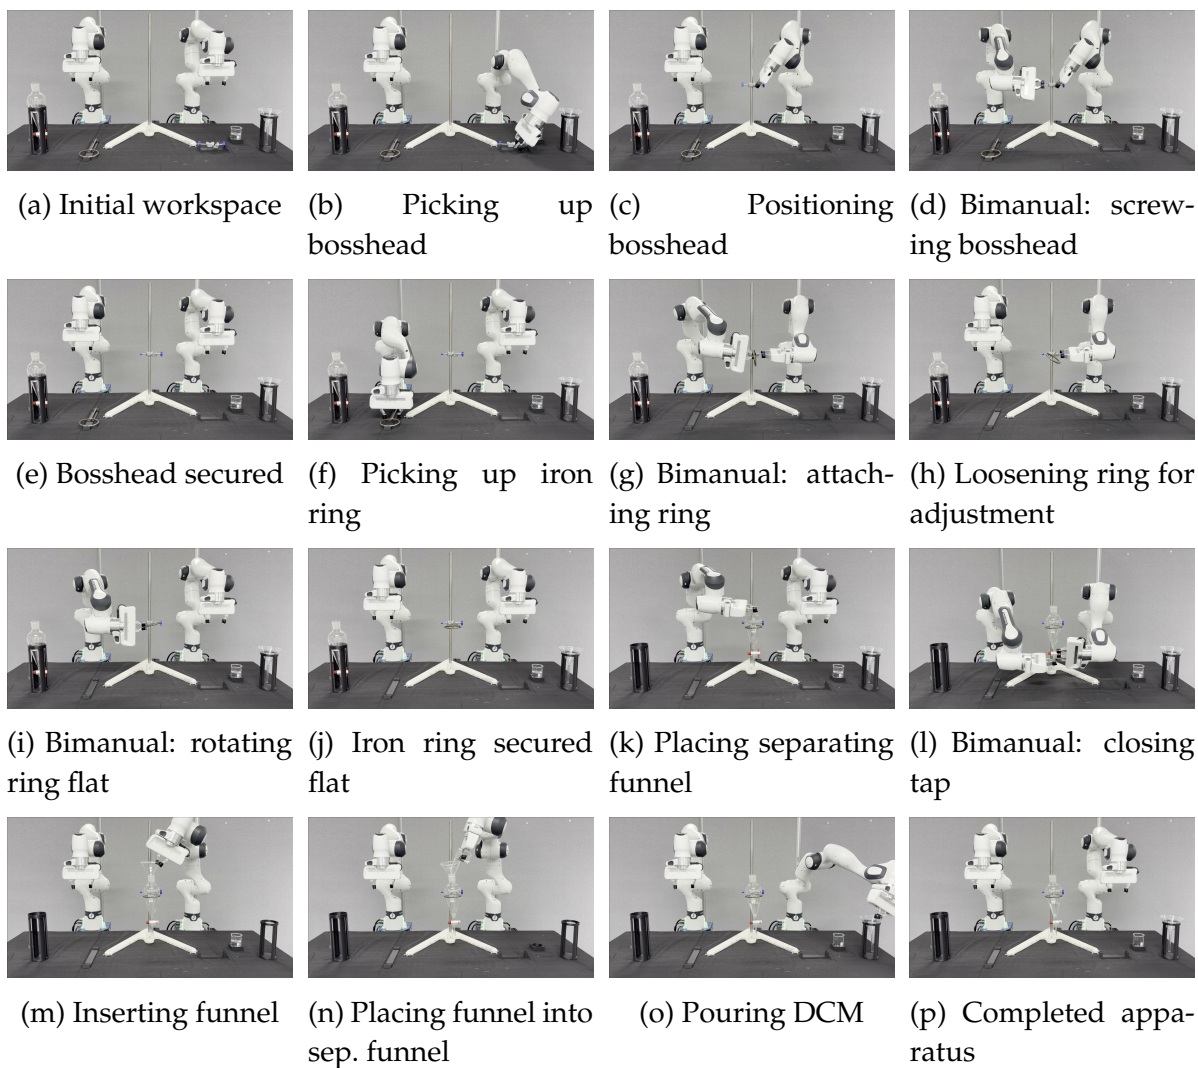 (a) Initial workspace
(b) Picking up
bosshead
(c) Positioning
bosshead
(d) Bimanual: screw-
ing bosshead
(e) Bosshead secured
(f) Picking up iron
ring
(g) Bimanual: attach-
ing ring
(h) Loosening ring for
adjustment
(i) Bimanual: rotating
ring flat
(j) Iron ring secured
flat
(k) Placing separating
funnel
(l) Bimanual: closing
tap
(m) Inserting funnel
(n) Placing funnel into
sep. funnel
(o) Pouring DCM
(p) Completed appa-
ratus